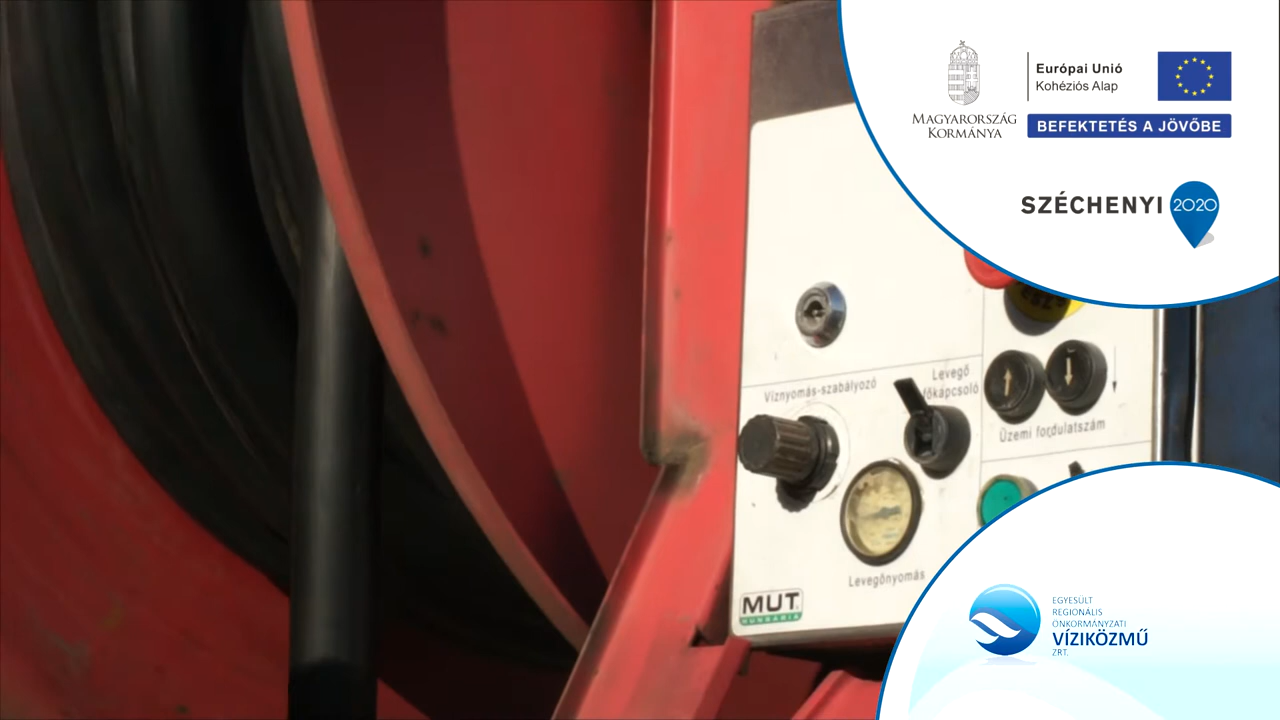 MAGYARORSZÁG
KORMÁNYA
Európai Unió
Kohéziós Alap
BEFEKTETÉS A JÖVŐBE
SZÉCHENYI 2020
Víznyomás-szabályozó
Levegő
főkapcsoló
Üzemi fordulatszám
Levegőnyomás
MUT
HUNGÁRIA
EGYESÜLT
REGIONÁLIS
ÖNKORMÁNYZATI
VÍZIKÖZMŰ
ZRT.